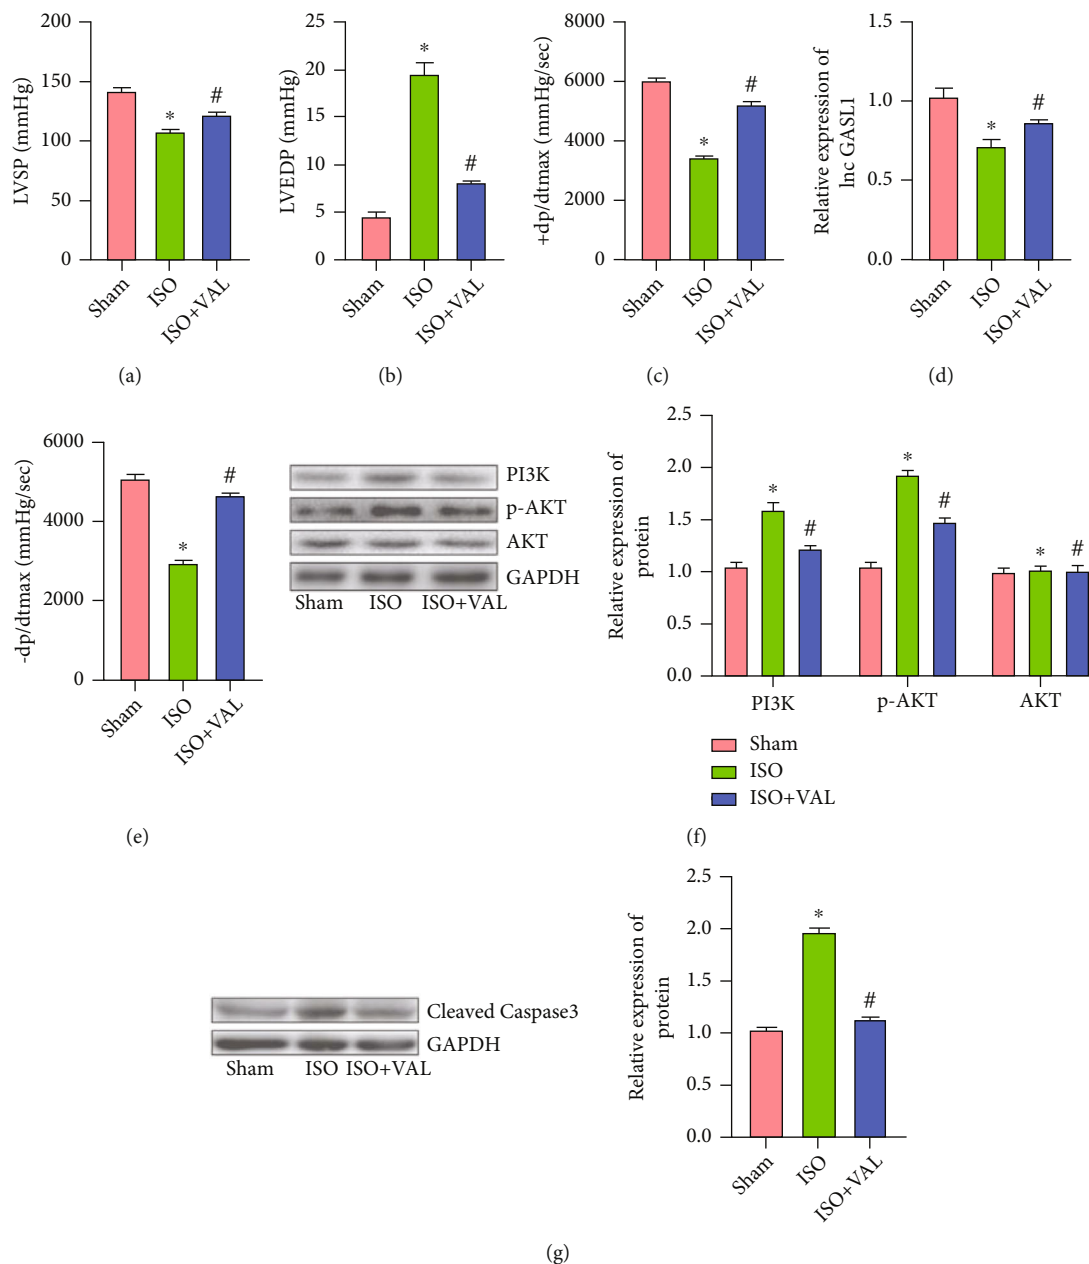 200
150
100
50
0
LVSP (mmHg)
*
#
Sham
ISO
ISO+VAL
(a)
25
20
15
10
5
0
LVEDP (mmHg)
*
#
Sham
ISO
ISO+VAL
(b)
8000
6000
4000
2000
0
+dp/dtmax (mmHg/sec)
*
#
Sham
ISO
ISO+VAL
(c)
1.5
1.0
0.5
0.0
Relative expression of
lnc GASL1
*
#
Sham
ISO
ISO+VAL
(d)
6000
4000
2000
0
-dp/dtmax (mmHg/sec)
*
#
Sham
ISO
ISO+VAL
(e)
PI3K
p-AKT
AKT
GAPDH
Sham ISO ISO+VAL
2.5
2.0
1.5
1.0
0.5
0.0
Relative expression of
protein
*
#
*
#
*
#
PI3K p-AKT AKT
Sham
ISO
ISO+VAL
(f)
Cleaved Caspase3
GAPDH
Sham ISO ISO+VAL
2.5
2.0
1.5
1.0
0.5
0.0
Relative expression of
protein
*
#
Sham
ISO
ISO+VAL
(g)